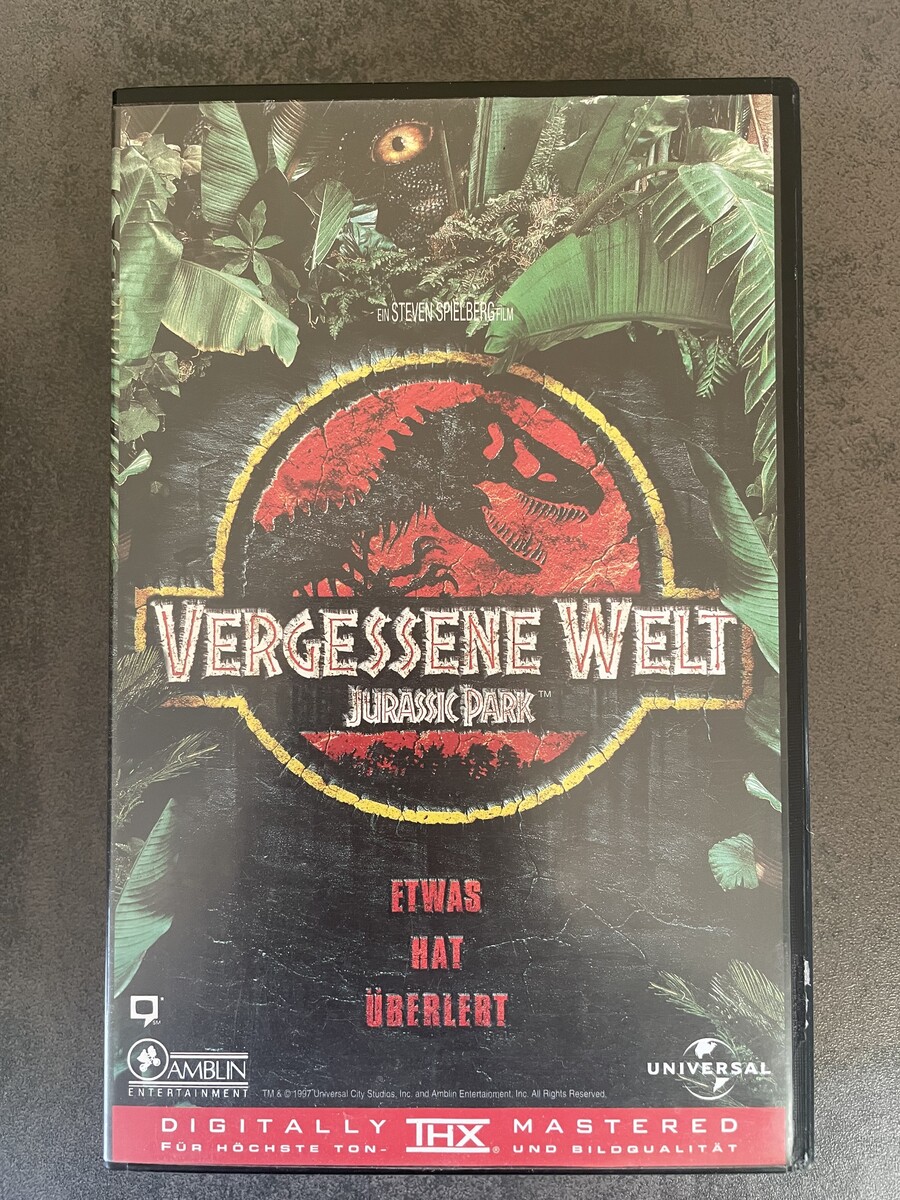 EIN STEVEN SPIELBERG FILM
VERGESSENE WELT
JURASSIC PARK™
ETWAS
HAT
ÜBERLEBT
SM
AMBLIN
ENTERTAINMENT
TM & © 1997 Universal City Studios, Inc. and Amblin Entertainment, Inc. All Rights Reserved.
UNIVERSAL
DIGITALLY THX® MASTERED
FÜR HÖCHSTE TON- UND BILDQUALITÄT